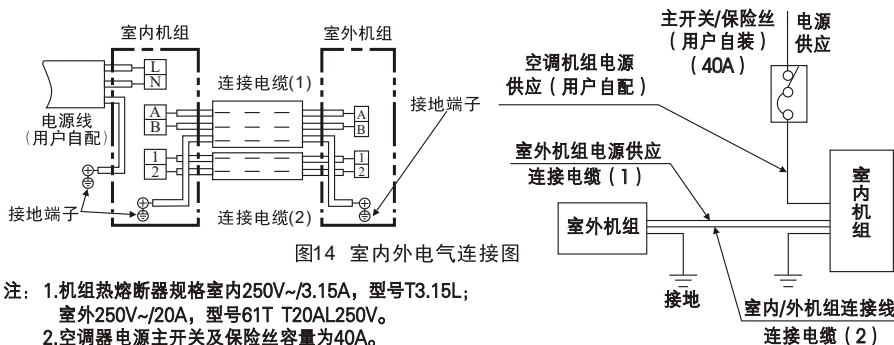 室内机组
室外机组
L
N
连接电缆(1)
A
B
A
B
电源线
(用户自配)
接地端子
1
2
1
2
接地端子
连接电缆(2)
图14 室内外电气连接图
主开关/保险丝
(用户自装)
(40A)
电源
供应
空调机组电源
供应(用户自配)
室外机组电源供应
连接电缆(1)
室外机组
室内机组
接地
室内/外机组连接线
连接电缆(2)
注: 1.机组热熔断器规格室内250V~/3.15A,型号T3.15L;
室外250V~/20A,型号61T T20AL250V。
2.空调器电源主开关及保险丝容量为40A。